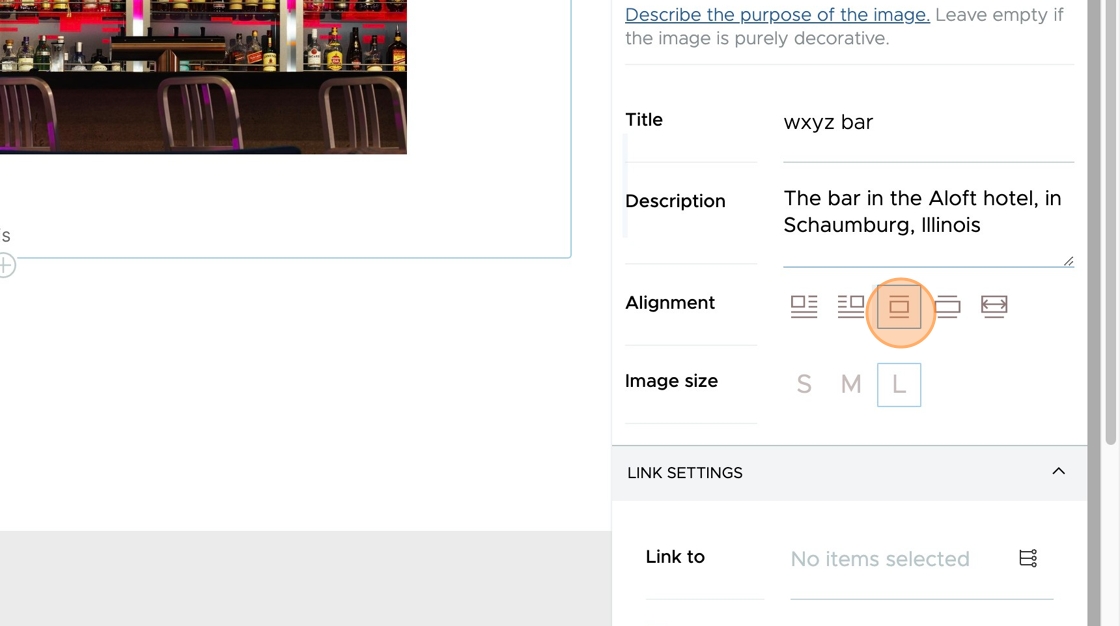 Describe the purpose of the image. Leave empty if
the image is purely decorative.
Title
wxyz bar
Description
The bar in the Aloft hotel, in
Schaumburg, Illinois
's
Alignment
Image size
S M L
LINK SETTINGS
Link to
No items selected